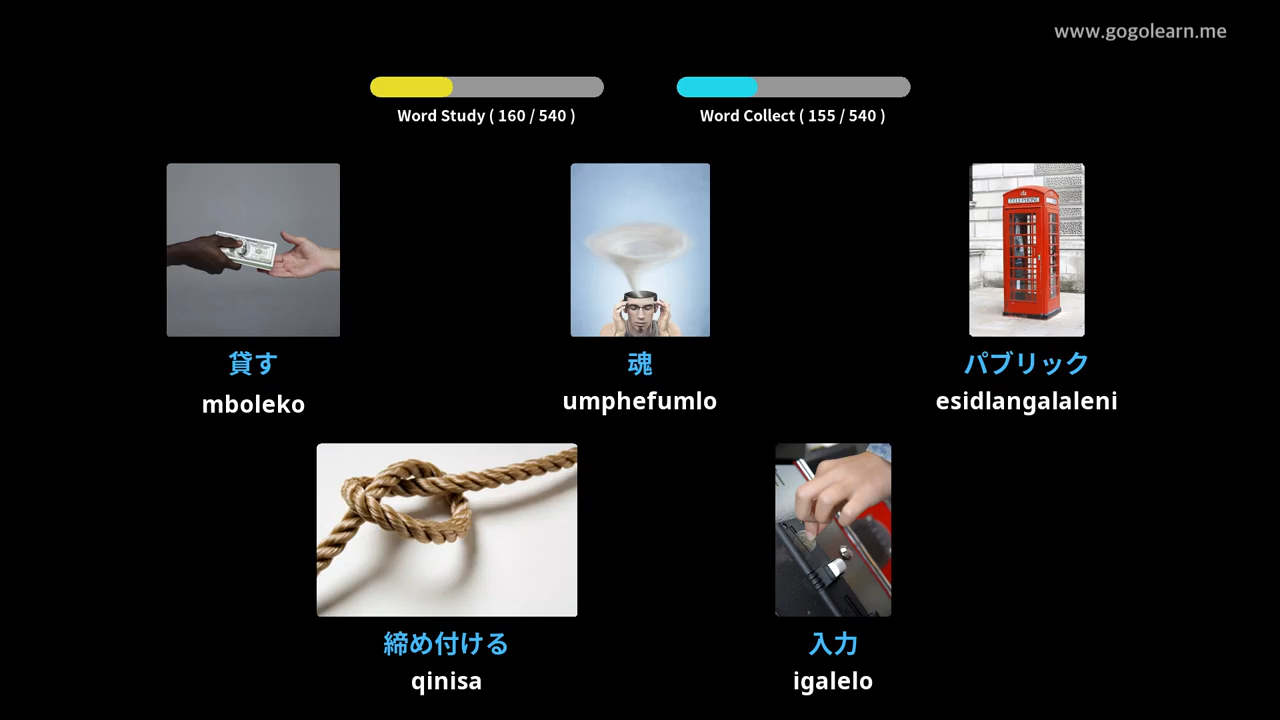 www.gogolearn.me
Word Study ( 160 / 540 )
Word Collect ( 155 / 540 )
TELEPHONE
貸す
mboleko
魂
umphefumlo
パブリック
esidlangalaleni
締め付ける
qinisa
入力
igalelo